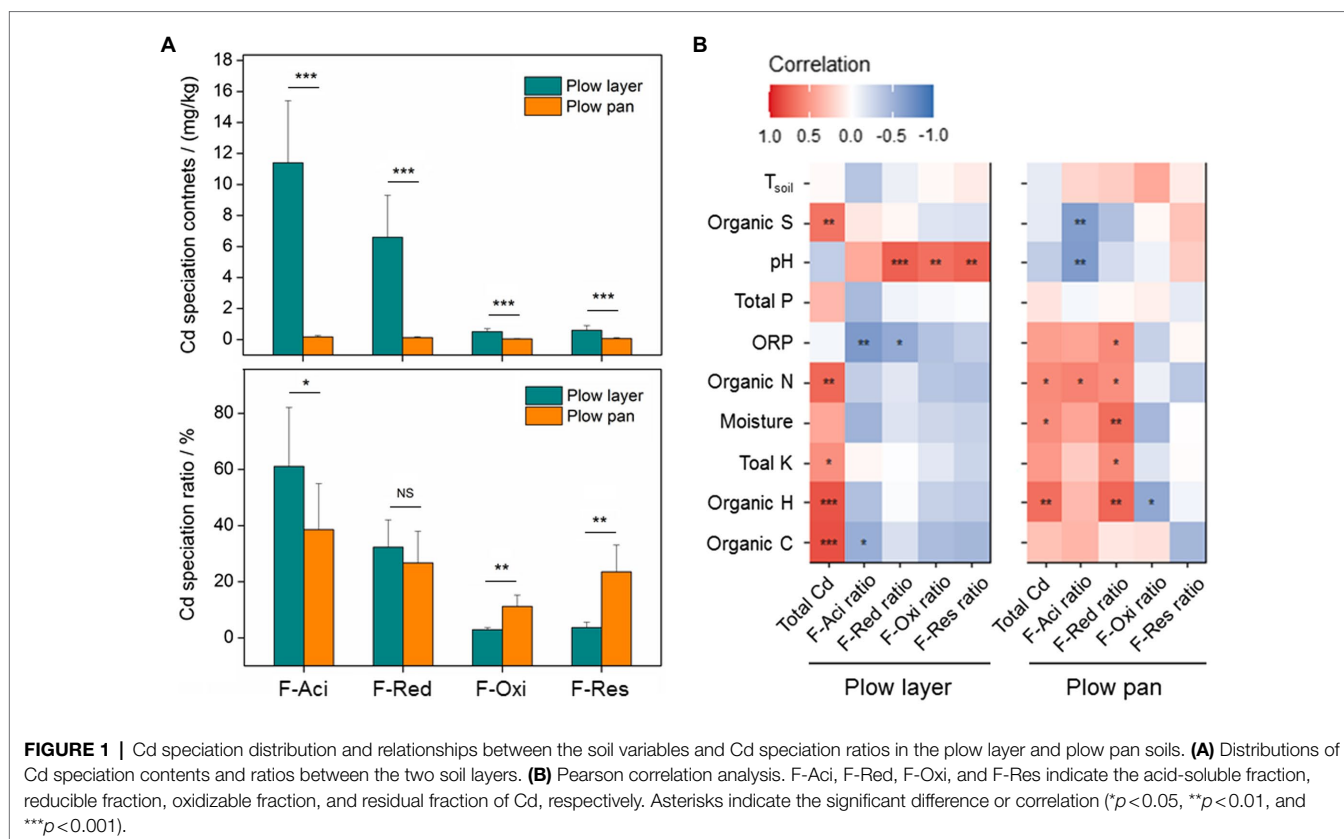 A
18
16
14
12
10
8
6
4
2
0
Cd speciation contnets / (mg/kg)
Plow layer
Plow pan
***
***
***
***
80
60
40
20
0
Cd speciation ratio / %
Plow layer
Plow pan
*
NS
**
**
F-Aci F-Red F-Oxi F-Res
B
Correlation
1.0 0.5 0.0 -0.5 -1.0
Tsoil
Organic S ** **
pH *** ** ** **
Total P
ORP ** * *
Organic N ** * * *
Moisture * **
Toal K * *
Organic H *** ** ** *
Organic C *** *
Total Cd F-Aci ratio F-Red ratio F-Oxi ratio F-Res ratio Total Cd F-Aci ratio F-Red ratio F-Oxi ratio F-Res ratio
Plow layer Plow pan
FIGURE 1 | Cd speciation distribution and relationships between the soil variables and Cd speciation ratios in the plow layer and plow pan soils. (A) Distributions of
Cd speciation contents and ratios between the two soil layers. (B) Pearson correlation analysis. F-Aci, F-Red, F-Oxi, and F-Res indicate the acid-soluble fraction,
reducible fraction, oxidizable fraction, and residual fraction of Cd, respectively. Asterisks indicate the significant difference or correlation (*p<0.05, **p<0.01, and
***p<0.001).